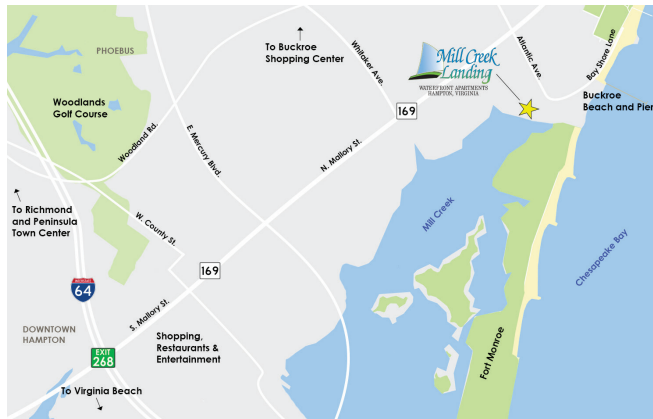 PHOEBUS
To Buckroe
Shopping Center
Whitaker Ave.
Mill Creek
Landing
WATERFRONT APARTMENTS
HAMPTON, VIRGINIA
Atlantic Ave.
Bay Shore Lane
Buckroe
Beach and Pier
Woodlands
Golf Course
Woodland Rd.
E. Mercury Blvd.
169
N. Mallory St.
To Richmond
and Peninsula
Town Center
W. County St.
Mill Creek
Chesapeake Bay
169
INTERSTATE
64
S. Mallory St.
DOWNTOWN
HAMPTON
EXIT
268
Shopping,
Restaurants &
Entertainment
Fort Monroe
To Virginia Beach